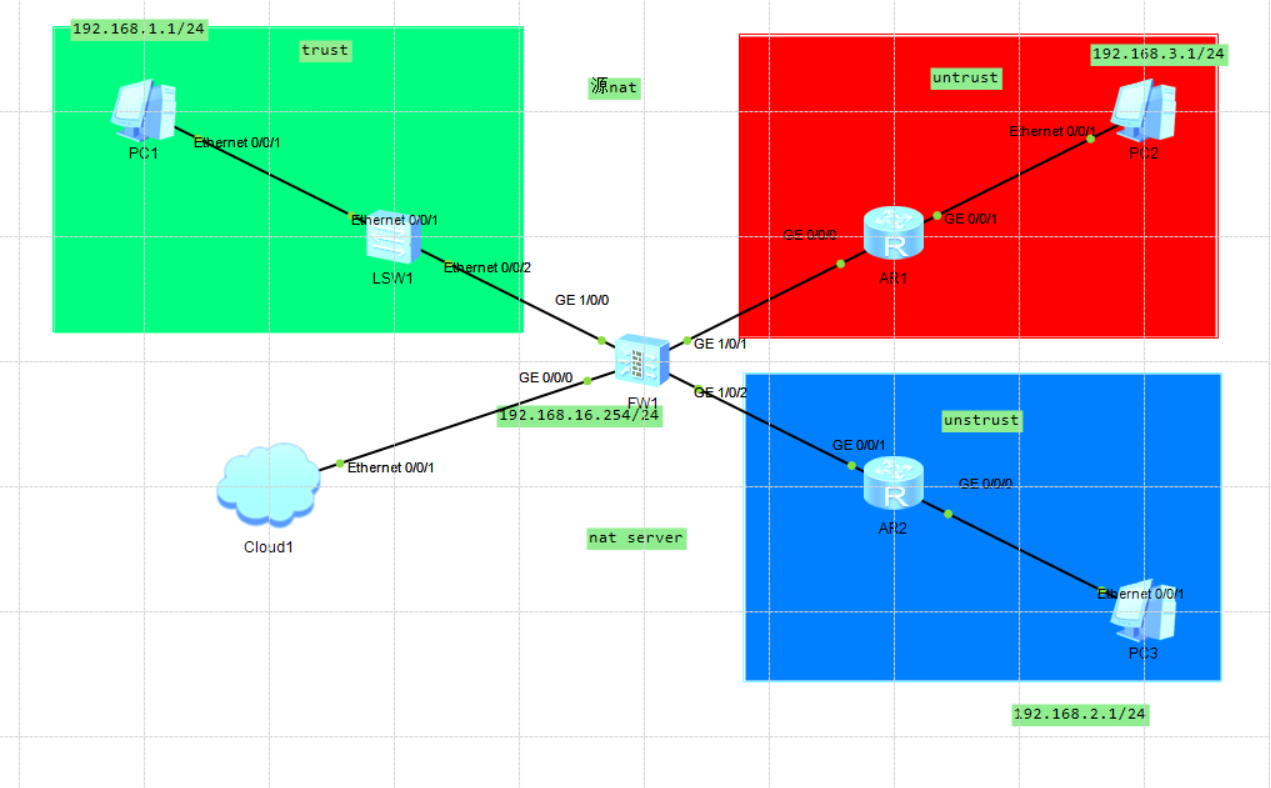 192.168.1.1/24
trust
PC1
Ethernet 0/0/1
Ethernet 0/0/1
LSW1
Ethernet 0/0/2
源nat
untrust
192.168.3.1/24
Ethernet 0/0/1
PC2
GE 0/0/1
GE 0/0/0
AR1
GE 1/0/0
GE 1/0/1
GE 0/0/0
GE 1/0/2
FW1
192.168.16.254/24
Ethernet 0/0/1
Cloud1
nat server
unstrust
GE 0/0/1
GE 0/0/0
AR2
Ethernet 0/0/1
PC3
192.168.2.1/24